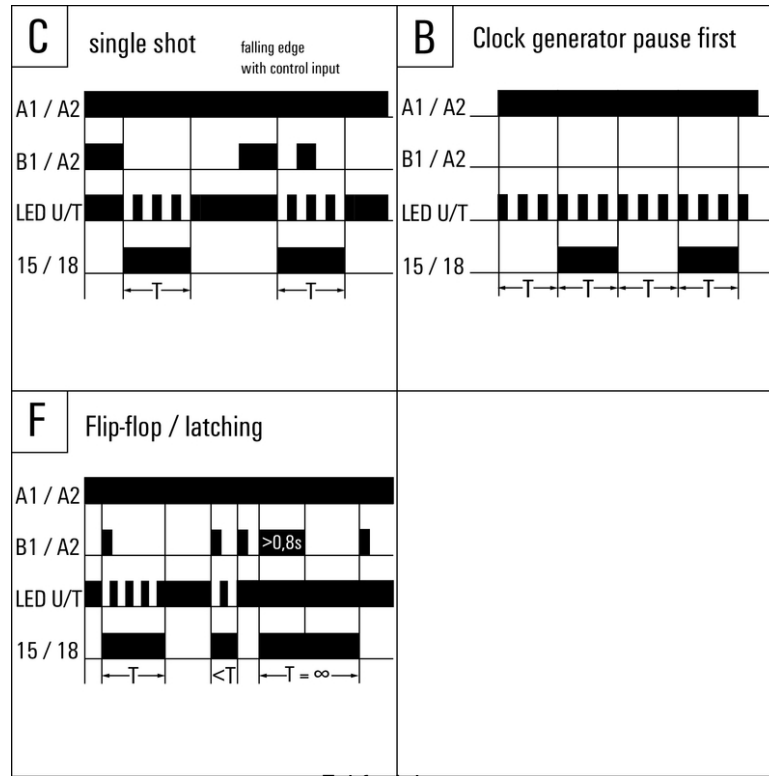 C single shot falling edge
with control input
A1 / A2
B1 / A2
LED U/T
15 / 18
T T
B Clock generator pause first
A1 / A2
B1 / A2
LED U/T
15 / 18
T T T T
F Flip-flop / latching
A1 / A2
B1 / A2 >0,8s
LED U/T
15 / 18
T <T T = ∞